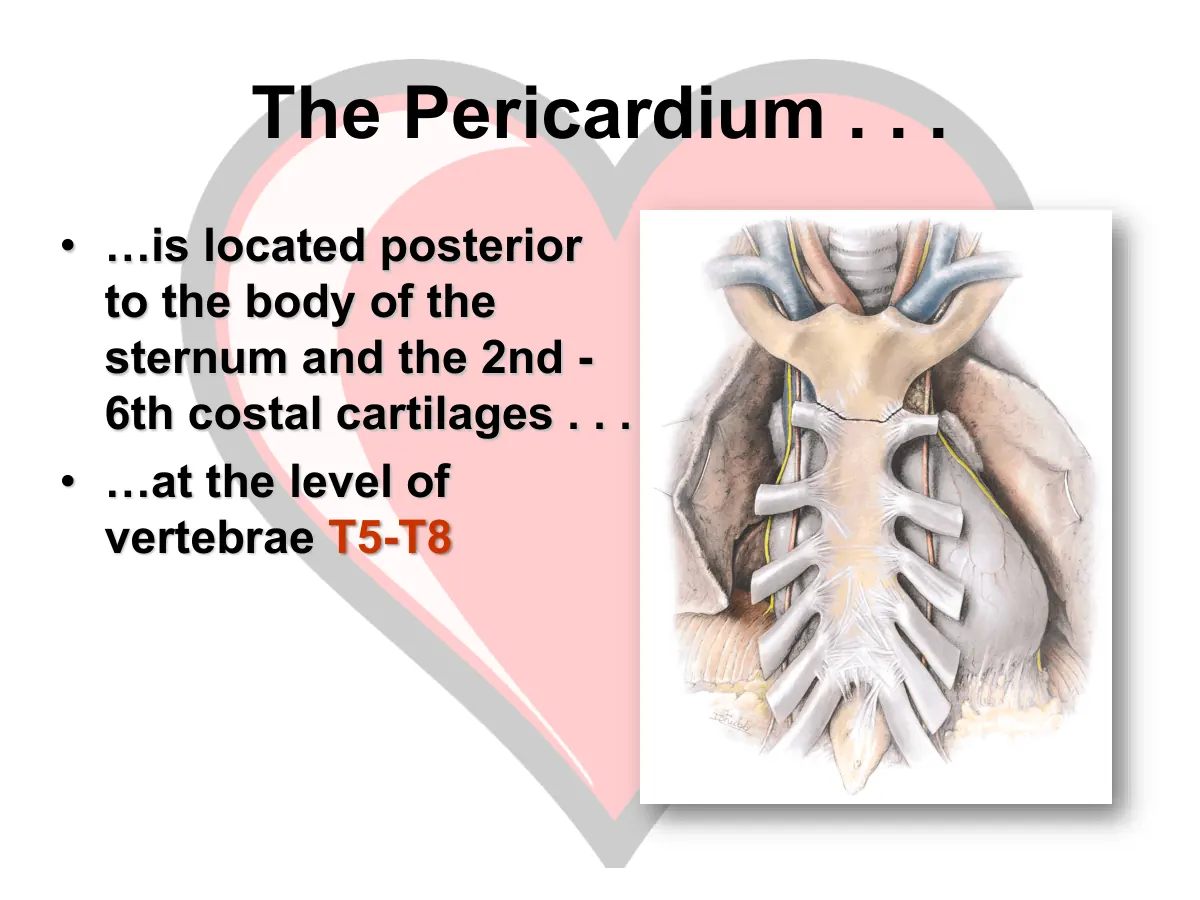 The Pericardium . . .
• …is located posterior
to the body of the
sternum and the 2nd -
6th costal cartilages . . .
• …at the level of
vertebrae T5-T8